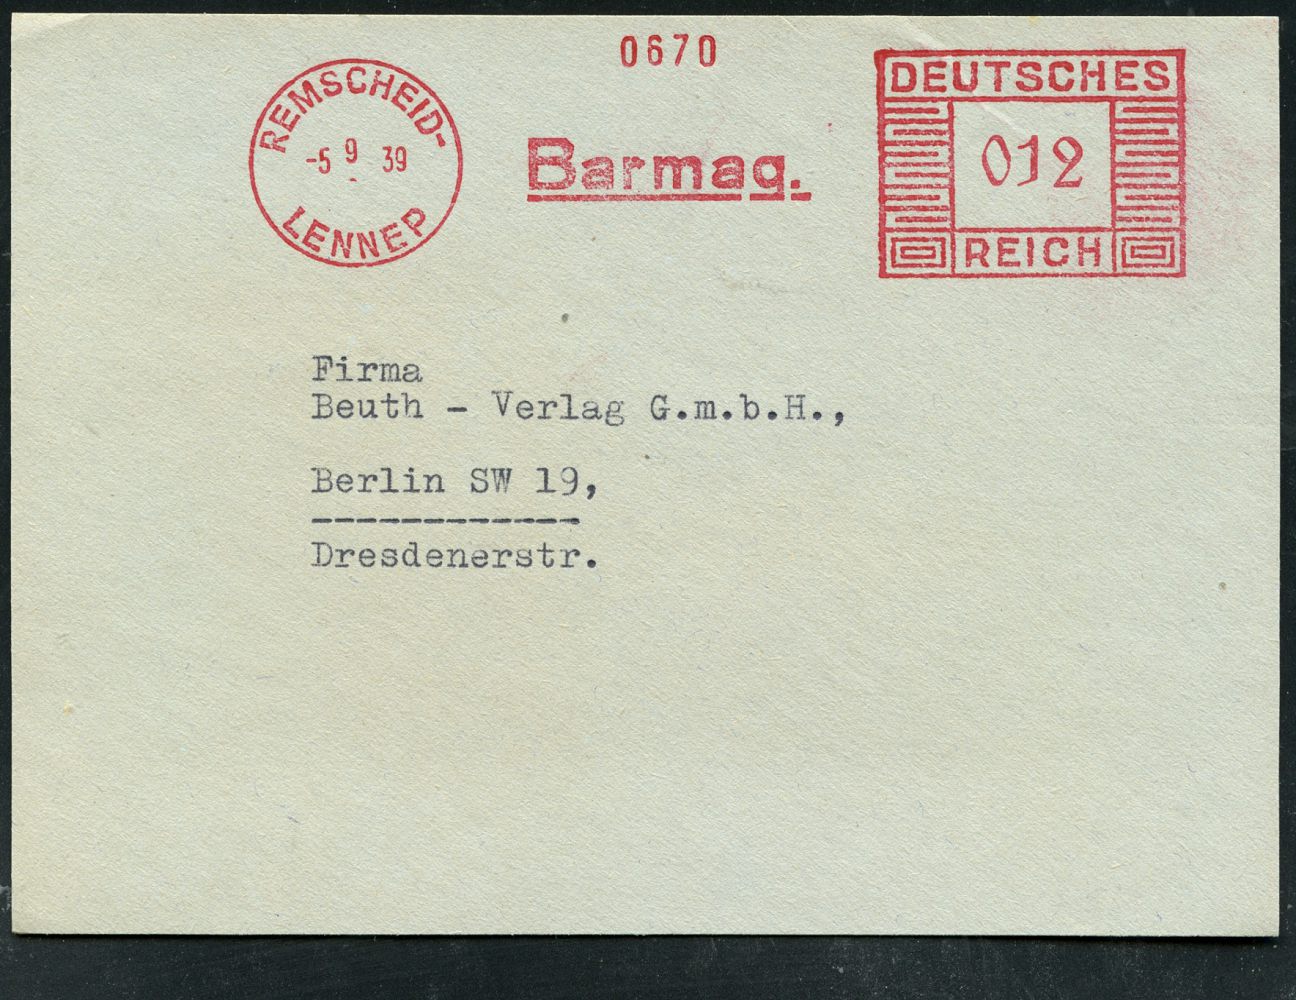 0670
REMSCHEID-
-5 9 39
LENNEP
Barmag.
DEUTSCHES
012
REICH
Firma
Beuth - Verlag G.m.b.H.,
Berlin SW 19,
------------
Dresdenerstr.